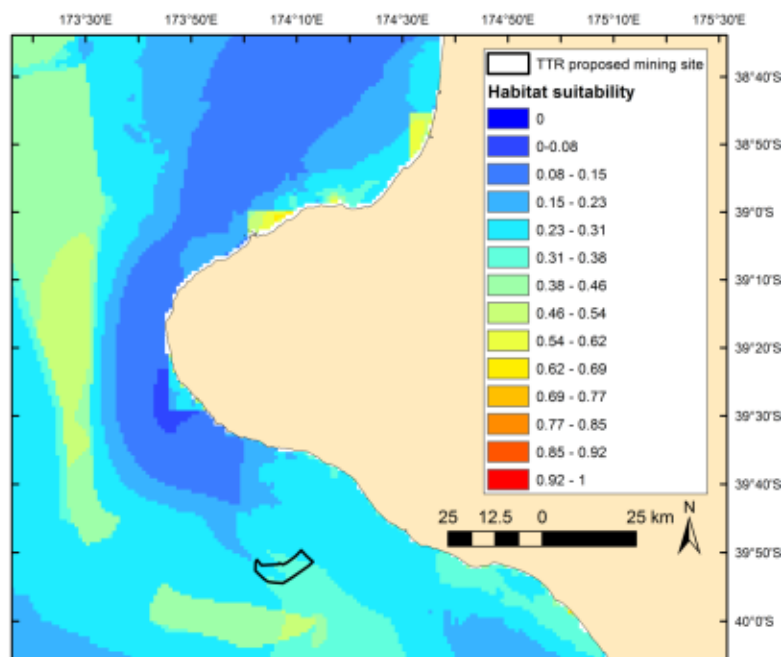 173°30'E 173°50'E 174°10'E 174°30'E 174°50'E 175°10'E 175°30'E
TTR proposed mining site
Habitat suitability
0
0-0.08
0.08 - 0.15
0.15 - 0.23
0.23 - 0.31
0.31 - 0.38
0.38 - 0.46
0.46 - 0.54
0.54 - 0.62
0.62 - 0.69
0.69 - 0.77
0.77 - 0.85
0.85 - 0.92
0.92 - 1
25 12.5 0 25 km
N
38°40'S
38°50'S
39°0'S
39°10'S
39°20'S
39°30'S
39°40'S
39°50'S
40°0'S